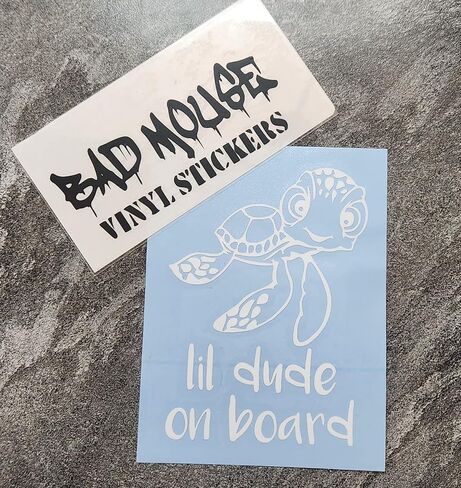 BAD MOUSE
VINYL STICKERS
lil dude
on board